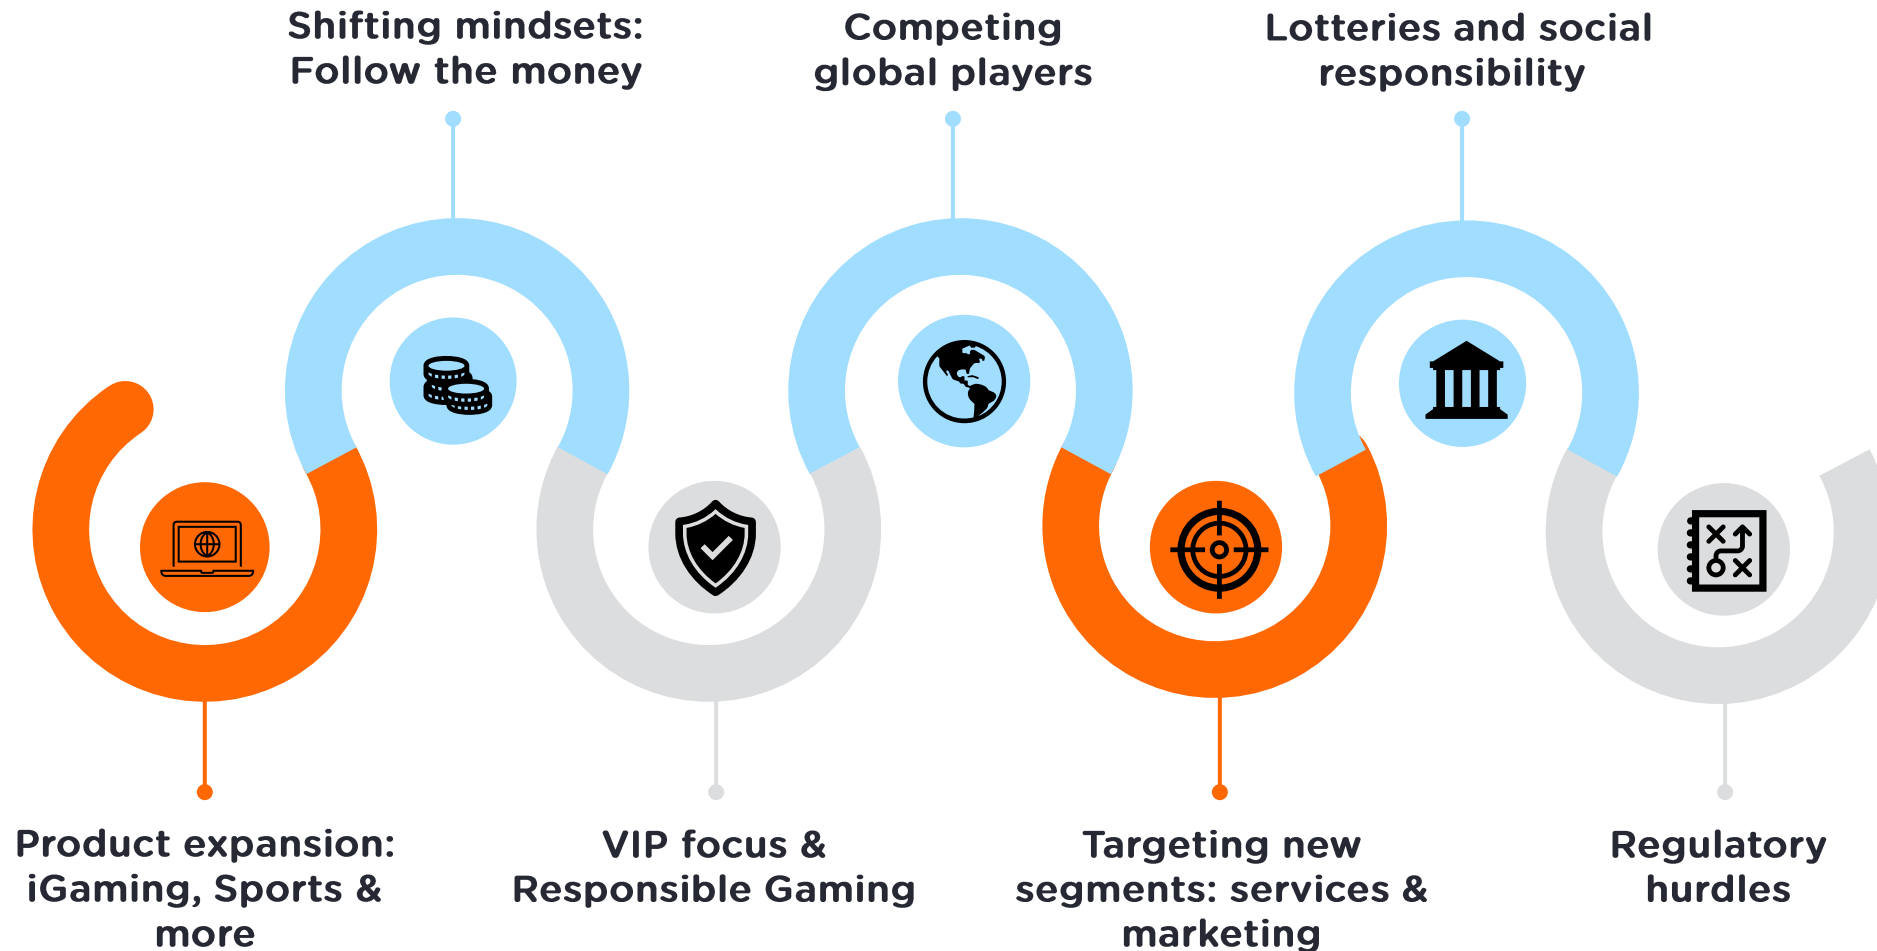 Shifting mindsets:
Follow the money
Competing
global players
Lotteries and social
responsibility
Product expansion:
iGaming, Sports &
more
VIP focus &
Responsible Gaming
Targeting new
segments: services &
marketing
Regulatory
hurdles